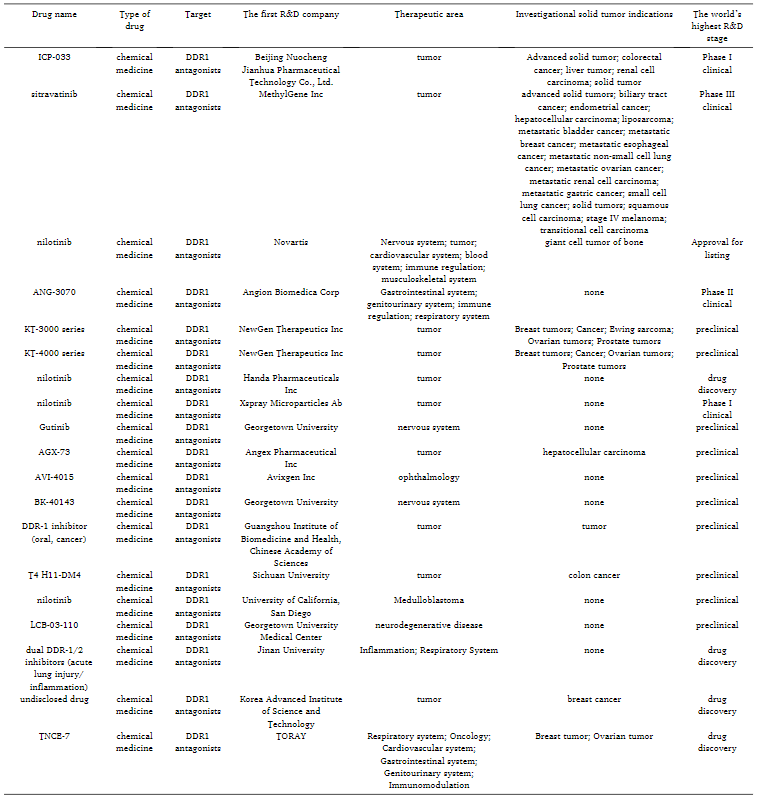 Drug name Type of drug Target The first R&D company Therapeutic area Investigational solid tumor indications The world's highest R&D stage
ICP-033 chemical medicine DDR1 antagonists Beijing Nuocheng Jianhua Pharmaceutical Technology Co., Ltd. tumor Advanced solid tumor; colorectal cancer; liver tumor; renal cell carcinoma; solid tumor Phase I clinical
sitravatinib chemical medicine DDR1 antagonists MethylGene Inc tumor advanced solid tumors; biliary tract cancer; endometrial cancer; hepatocellular carcinoma; liposarcoma; metastatic bladder cancer; metastatic breast cancer; metastatic esophageal cancer; metastatic non-small cell lung cancer; metastatic ovarian cancer; metastatic renal cell carcinoma; metastatic gastric cancer; small cell lung cancer; solid tumors; squamous cell carcinoma; stage IV melanoma; transitional cell carcinoma Phase III clinical
nilotinib chemical medicine DDR1 antagonists Novartis Nervous system; tumor; cardiovascular system; blood system; immune regulation; musculoskeletal system giant cell tumor of bone Approval for listing
ANG-3070 chemical medicine DDR1 antagonists Angion Biomedica Corp Gastrointestinal system; genitourinary system; immune regulation; respiratory system none Phase II clinical
KT-3000 series chemical medicine DDR1 antagonists NewGen Therapeutics Inc tumor Breast tumors; Cancer; Ewing sarcoma; Ovarian tumors; Prostate tumors preclinical
KT-4000 series chemical medicine DDR1 antagonists NewGen Therapeutics Inc tumor Breast tumors; Cancer; Ovarian tumors; Prostate tumors preclinical
nilotinib chemical medicine DDR1 antagonists Handa Pharmaceuticals Inc tumor none drug discovery
nilotinib chemical medicine DDR1 antagonists Xspray Microparticles Ab tumor none Phase I clinical
Gutinib chemical medicine DDR1 antagonists Georgetown University nervous system none preclinical
AGX-73 chemical medicine DDR1 antagonists Angex Pharmaceutical Inc tumor hepatocellular carcinoma preclinical
AVI-4015 chemical medicine DDR1 antagonists Avixgen Inc ophthalmology none preclinical
BK-40143 chemical medicine DDR1 antagonists Georgetown University nervous system none preclinical
DDR-1 inhibitor (oral, cancer) chemical medicine DDR1 antagonists Guangzhou Institute of Biomedicine and Health, Chinese Academy of Sciences tumor tumor preclinical
T4 H11-DM4 chemical medicine DDR1 antagonists Sichuan University tumor colon cancer preclinical
nilotinib chemical medicine DDR1 antagonists University of California, San Diego Medulloblastoma none preclinical
LCB-03-110 chemical medicine DDR1 antagonists Georgetown University Medical Center neurodegenerative disease none preclinical
dual DDR-1/2 inhibitors (acute lung injury/ inflammation) chemical medicine DDR1 antagonists Jinan University Inflammation; Respiratory System none drug discovery
undisclosed drug chemical medicine DDR1 antagonists Korea Advanced Institute of Science and Technology tumor breast cancer drug discovery
TNCE-7 chemical medicine DDR1 antagonists TORAY Respiratory system; Oncology; Cardiovascular system; Gastrointestinal system; Genitourinary system; Immunomodulation Breast tumor; Ovarian tumor drug discovery